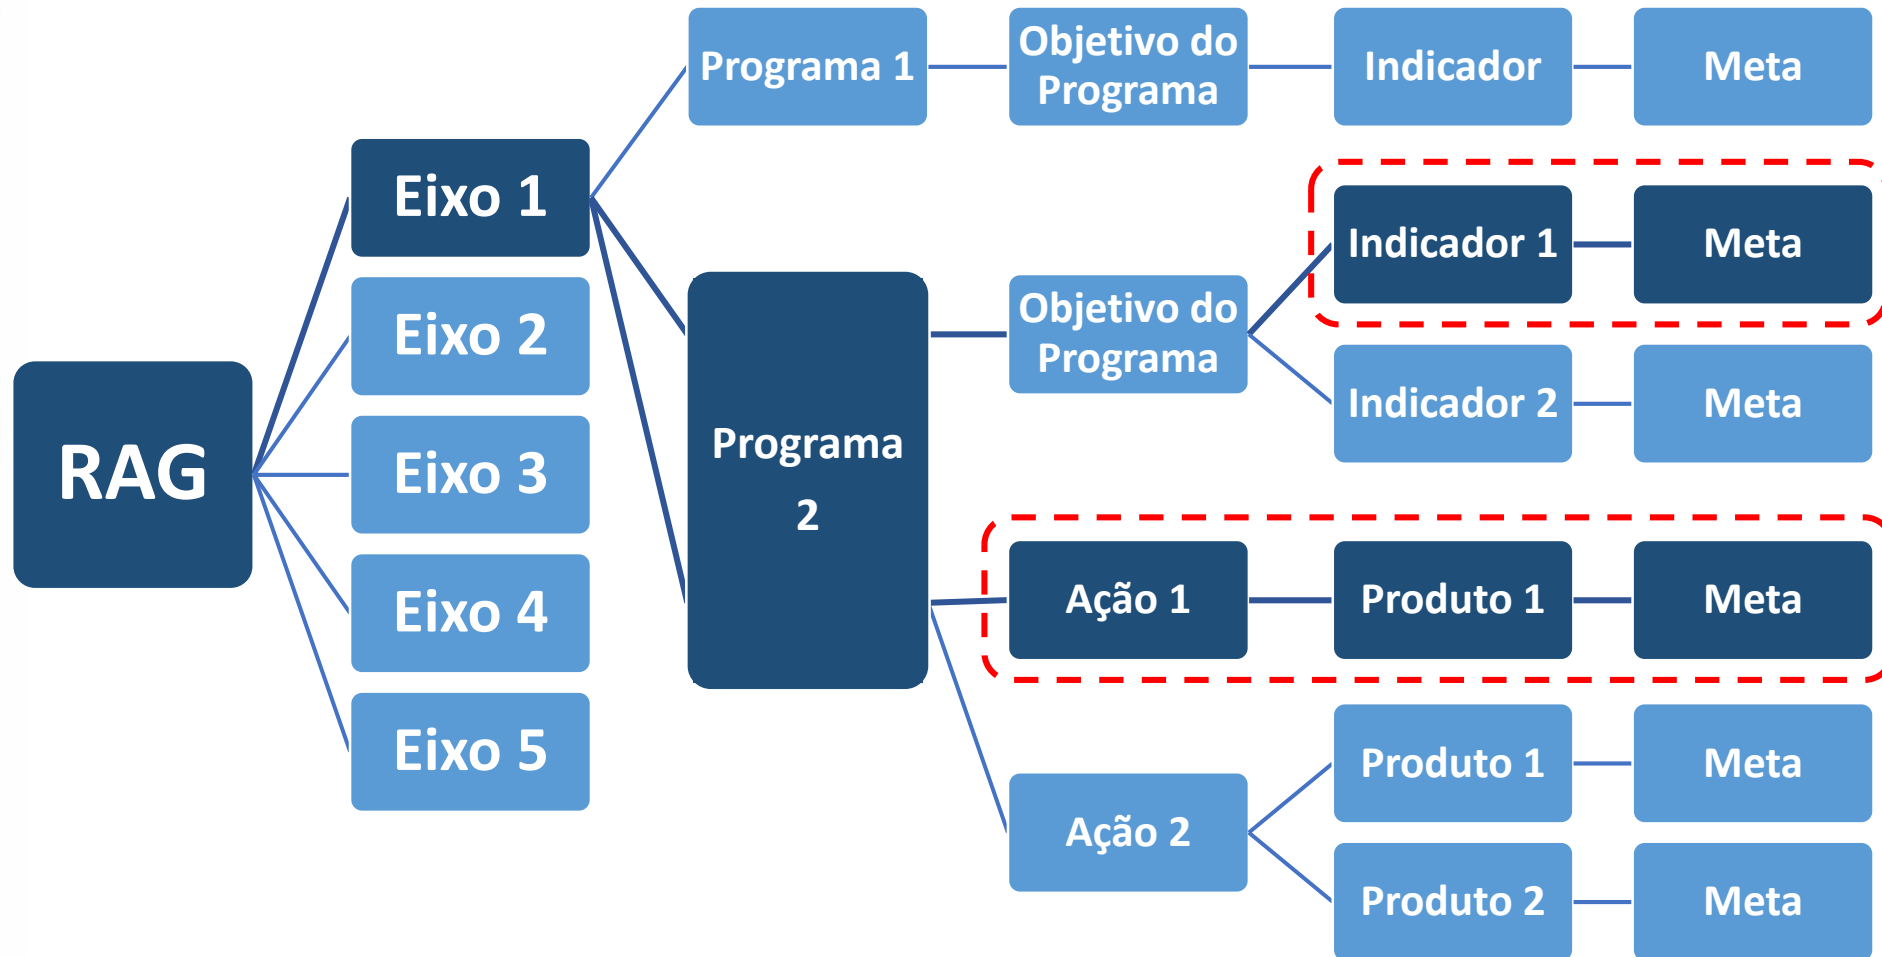 RAG
Eixo 1
Eixo 2
Eixo 3
Eixo 4
Eixo 5
Programa 1
Objetivo do
Programa
Indicador
Meta
Programa
2
Objetivo do
Programa
Indicador 1
Meta
Indicador 2
Meta
Ação 1
Produto 1
Meta
Ação 2
Produto 1
Meta
Produto 2
Meta